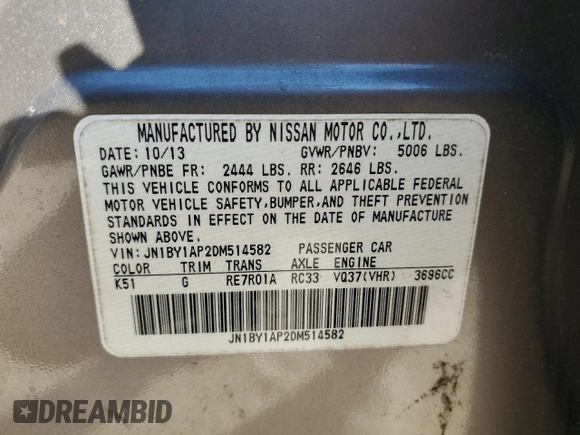 MANUFACTURED BY NISSAN MOTOR CO.,LTD.
DATE: 10/13 GVWR/PNBV: 5006 LBS.
GAWR/PNBE FR: 2444 LBS. RR: 2646 LBS.
THIS VEHICLE CONFORMS TO ALL APPLICABLE FEDERAL
MOTOR VEHICLE SAFETY,BUMPER,AND THEFT PREVENTION
STANDARDS IN EFFECT ON THE DATE OF MANUFACTURE
SHOWN ABOVE.
VIN: JN1BY1AP2DM514582 PASSENGER CAR
COLOR TRIM TRANS AXLE ENGINE
K51 G RE7R01A RC33 VQ37(VHR) 3696CC
JN1BY1AP2DM514582
DREAMBID